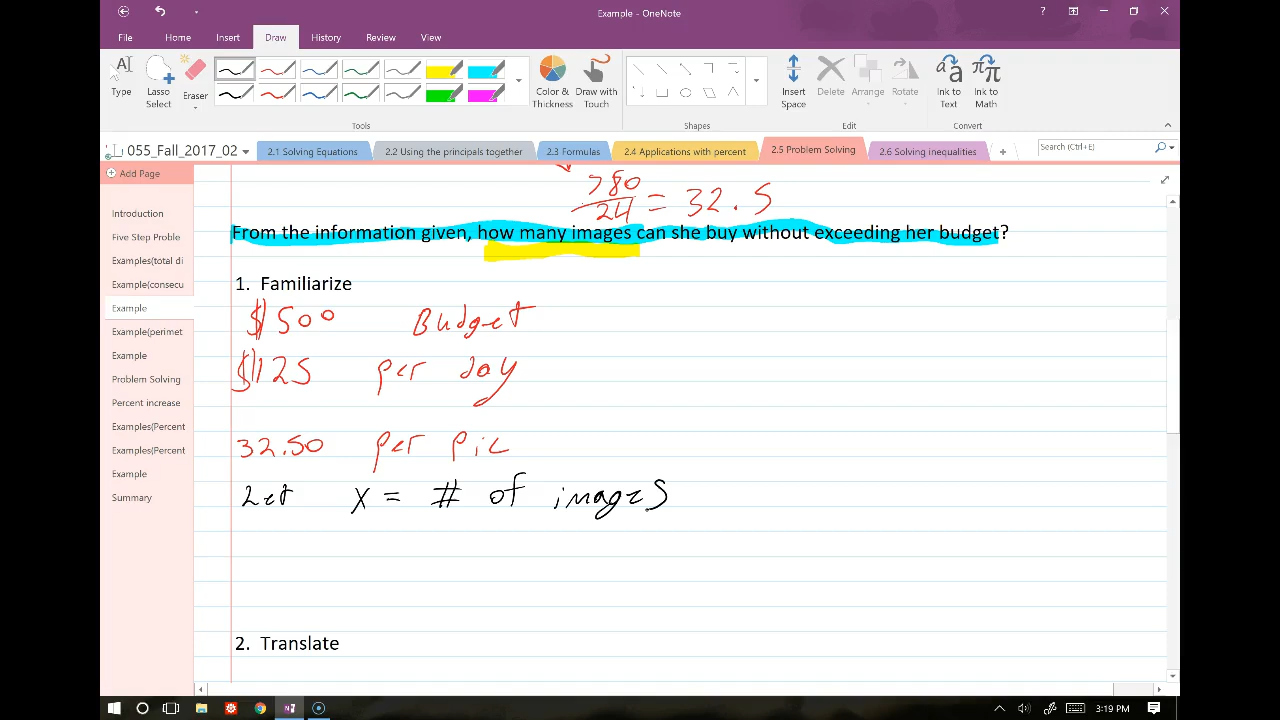 Example - OneNote
?
File Home Insert Draw History Review View
Type
Lasso Select
Eraser
Color & Thickness
Draw with Touch
Insert Space
Delete
Arrange
Rotate
Ink to Text
Ink to Math
Tools
Shapes
Edit
Convert
055_Fall_2017_02
2.1 Solving Equations
2.2 Using the principals together
2.3 Formulas
2.4 Applications with percent
2.5 Problem Solving
2.6 Solving inequalities
+
Search (Ctrl+E)
Add Page
Introduction
Five Step Proble
Examples(total di
Example(consecu
Example
Example(perimet
Example
Problem Solving
Percent increase
Examples(Percent
Examples(Percent
Example
Summary
780
24 = 32.5
From the information given, how many images can she buy without exceeding her budget?
1. Familiarize
$500 Budget
$125 per day
32.50 per pic
Let x = # of images
2. Translate
3:19 PM